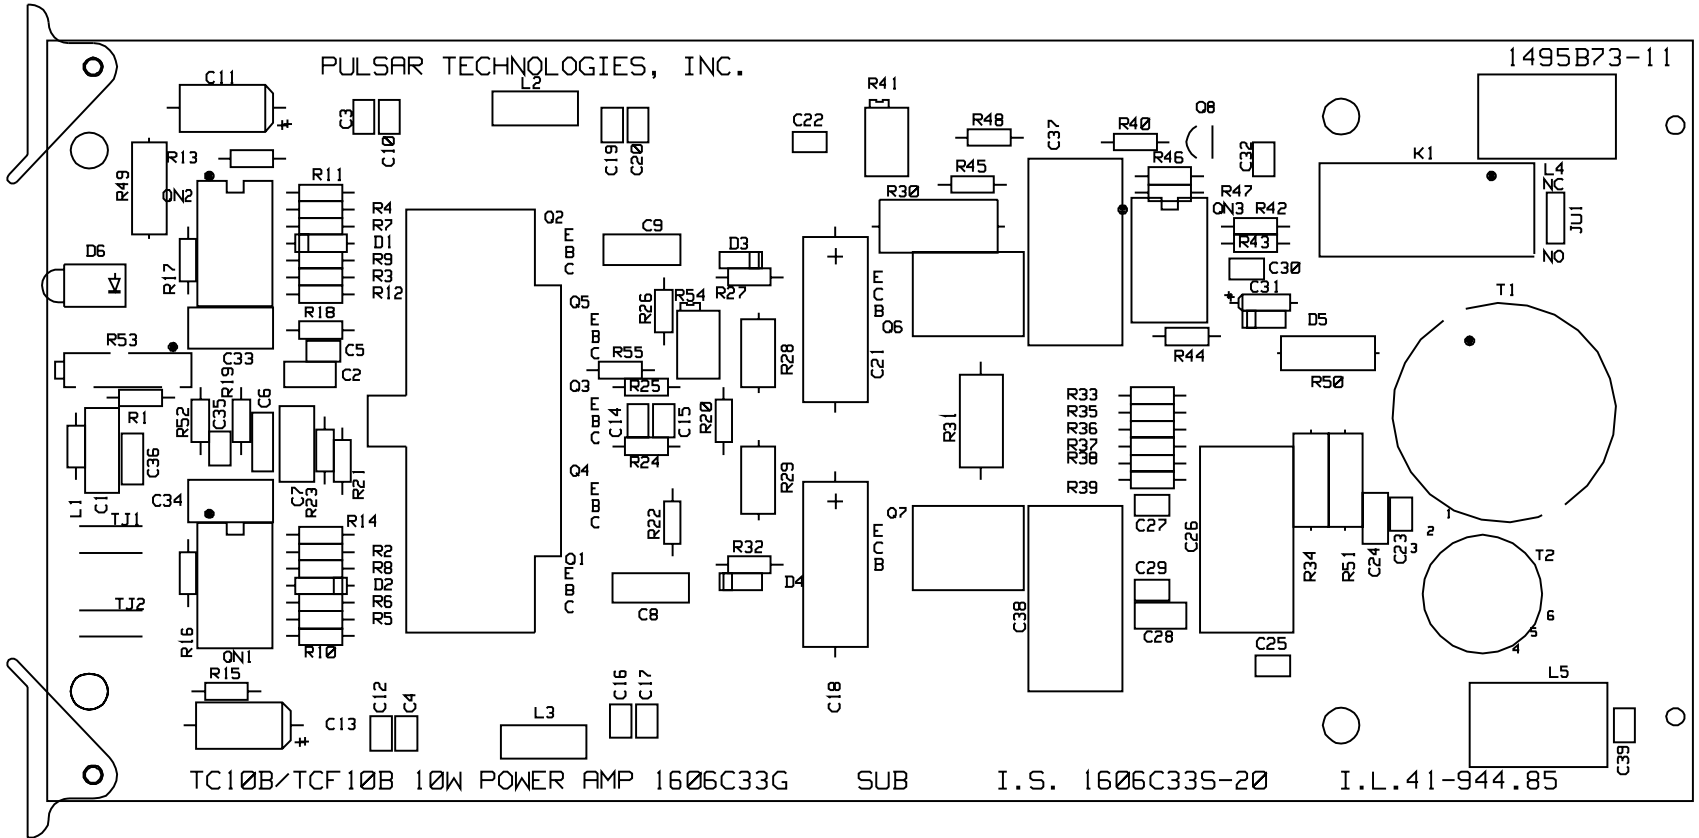 PULSAR TECHNOLOGIES, INC.
1495B73-11
C11
L2
R41
C3
C10
C19
C20
C22
R48
C37
R40
Q8
C32
K1
L4
NC
R13
R49
QN2
R11
R45
R46
R30
R47
JU1
R4
R7
D1
R9
R3
R12
Q2
E
B
C
C9
D3
QN3
R42
R43
NO
D6
R17
C30
C31
T1
R27
E
C
B
Q5
R26
R54
R18
E
B
C
Q6
D5
R53
C33
C5
C2
R55
R28
C21
R44
R50
R19
C6
Q3
R25
R33
R1
R52
C35
E
B
C
C14
C15
R20
R31
R35
R36
R37
R38
R39
C36
R24
Q4
R29
L1
C1
C34
C7
R23
R21
E
B
C
TJ1
R14
R22
Q7
C27
C26
1
2
3
R2
R8
D2
R6
R5
Q1
E
B
C
R32
D4
E
C
B
R34
R51
C24
C23
T2
C29
TJ2
C8
C38
C28
6
5
4
R16
QN1
R10
C25
R15
L5
C12
C4
C16
C17
C18
C13
L3
C39
TC10B/TCF10B 10W POWER AMP 1606C33G SUB I.S. 1606C33S-20 I.L.41-944.85